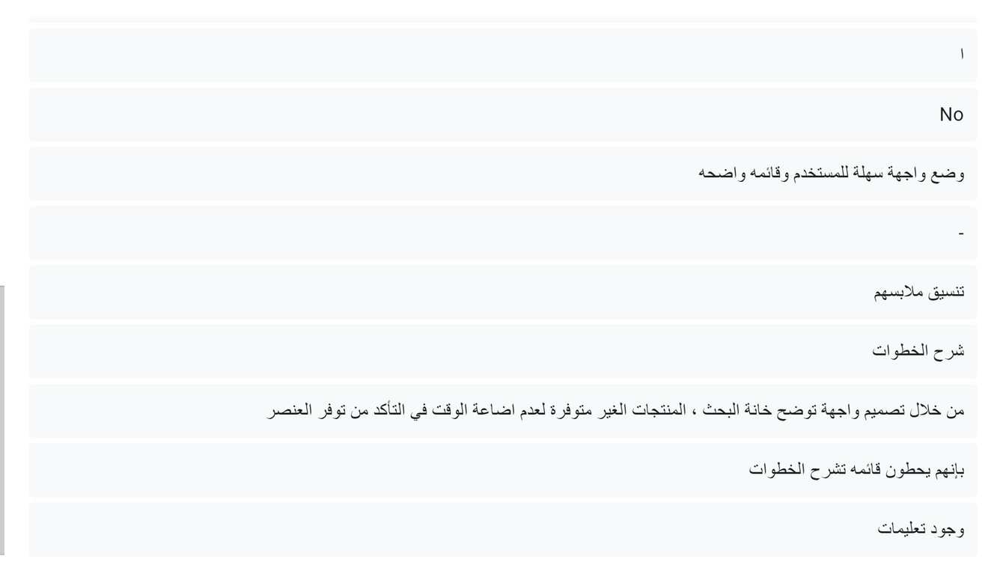 ا
No
وضع واجهة سهلة للمستخدم وقائمه واضحه
-
تنسيق ملابسهم
شرح الخطوات
من خلال تصميم واجهة توضح خانة البحث ، المنتجات الغير متوفرة لعدم اضاعة الوقت في التأكد من توفر العنصر
بإنهم يحطون قائمه تشرح الخطوات
وجود تعليمات